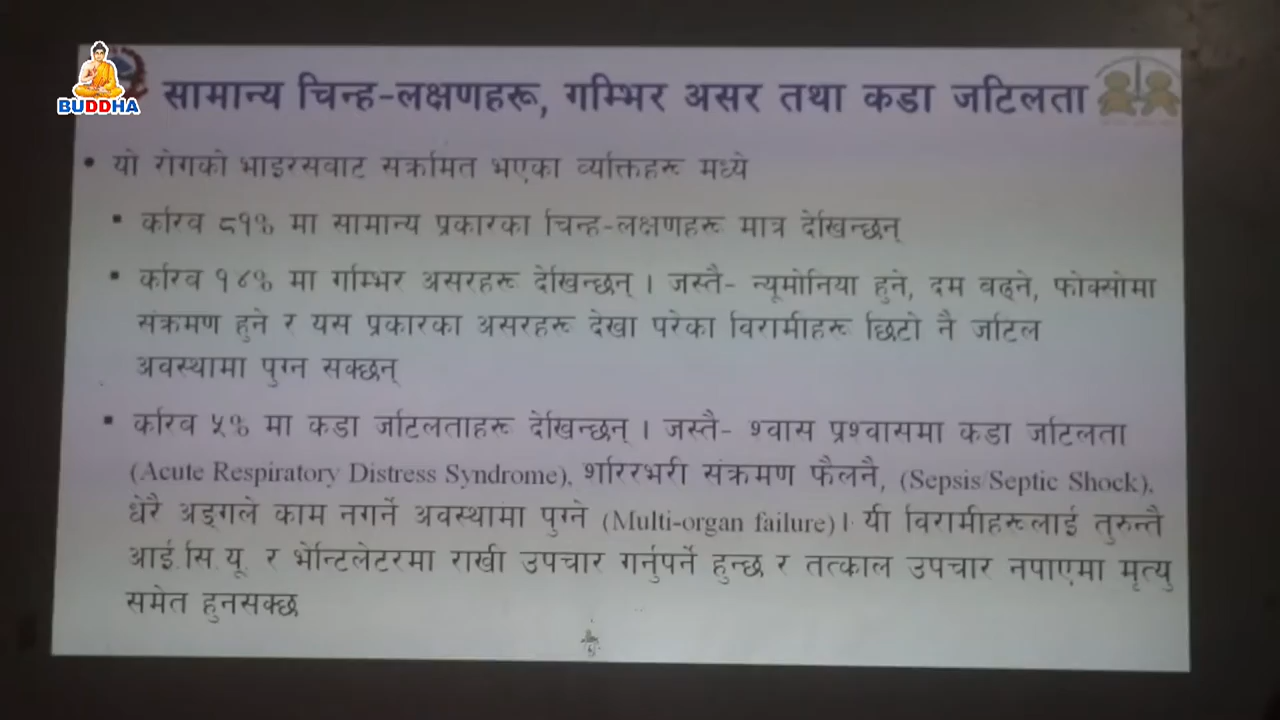 BUDDHA
सामान्य चिन्ह-लक्षणहरू, गम्भिर असर तथा कडा जटिलता
• यो रोगको भाइरसवाट संक्रमित भएका व्यक्तिहरू मध्ये
▪ करिव ८१% मा सामान्य प्रकारका चिन्ह-लक्षणहरू मात्र देखिन्छन्
▪ करिव १४% मा गम्भिर असरहरू देखिन्छन् । जस्तै- न्यूमोनिया हुने, दम बढ्ने, फोक्सोमा
संक्रमण हुने र यस प्रकारका असरहरू देखा परेका विरामीहरू छिटो नै जटिल
अवस्थामा पुग्न सक्छन्
▪ करिव ५% मा कडा जटिलताहरू देखिन्छन् । जस्तै- श्वास प्रश्वासमा कडा जटिलता
(Acute Respiratory Distress Syndrome), शरिरभरी संक्रमण फैलनै, (Sepsis/Septic Shock),
धेरै अङ्गले काम नगर्ने अवस्थामा पुग्ने (Multi-organ failure)। यी विरामीहरूलाई तुरुन्तै
आई.सि.यू. र भेन्टिलेटरमा राखी उपचार गर्नुपर्ने हुन्छ र तत्काल उपचार नपाएमा मृत्यु
समेत हुनसक्छ